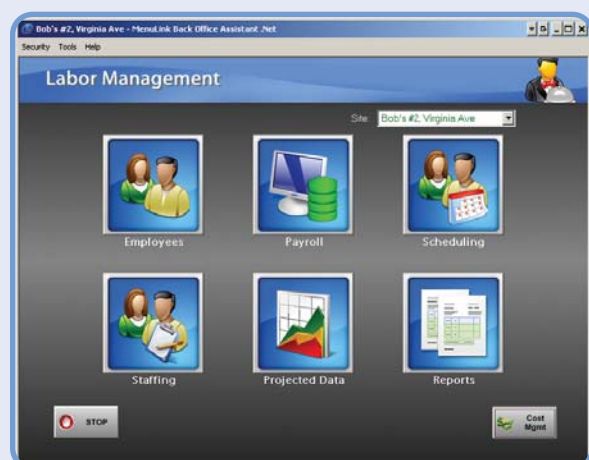 Bob's #2, Virginia Ave - MenuLink Back Office Assistant .Net
Security Tools Help
Labor Management
Site: Bob's #2, Virginia Ave
Employees Payroll Scheduling
Staffing Projected Data Reports
STOP
Cost
Mgmt